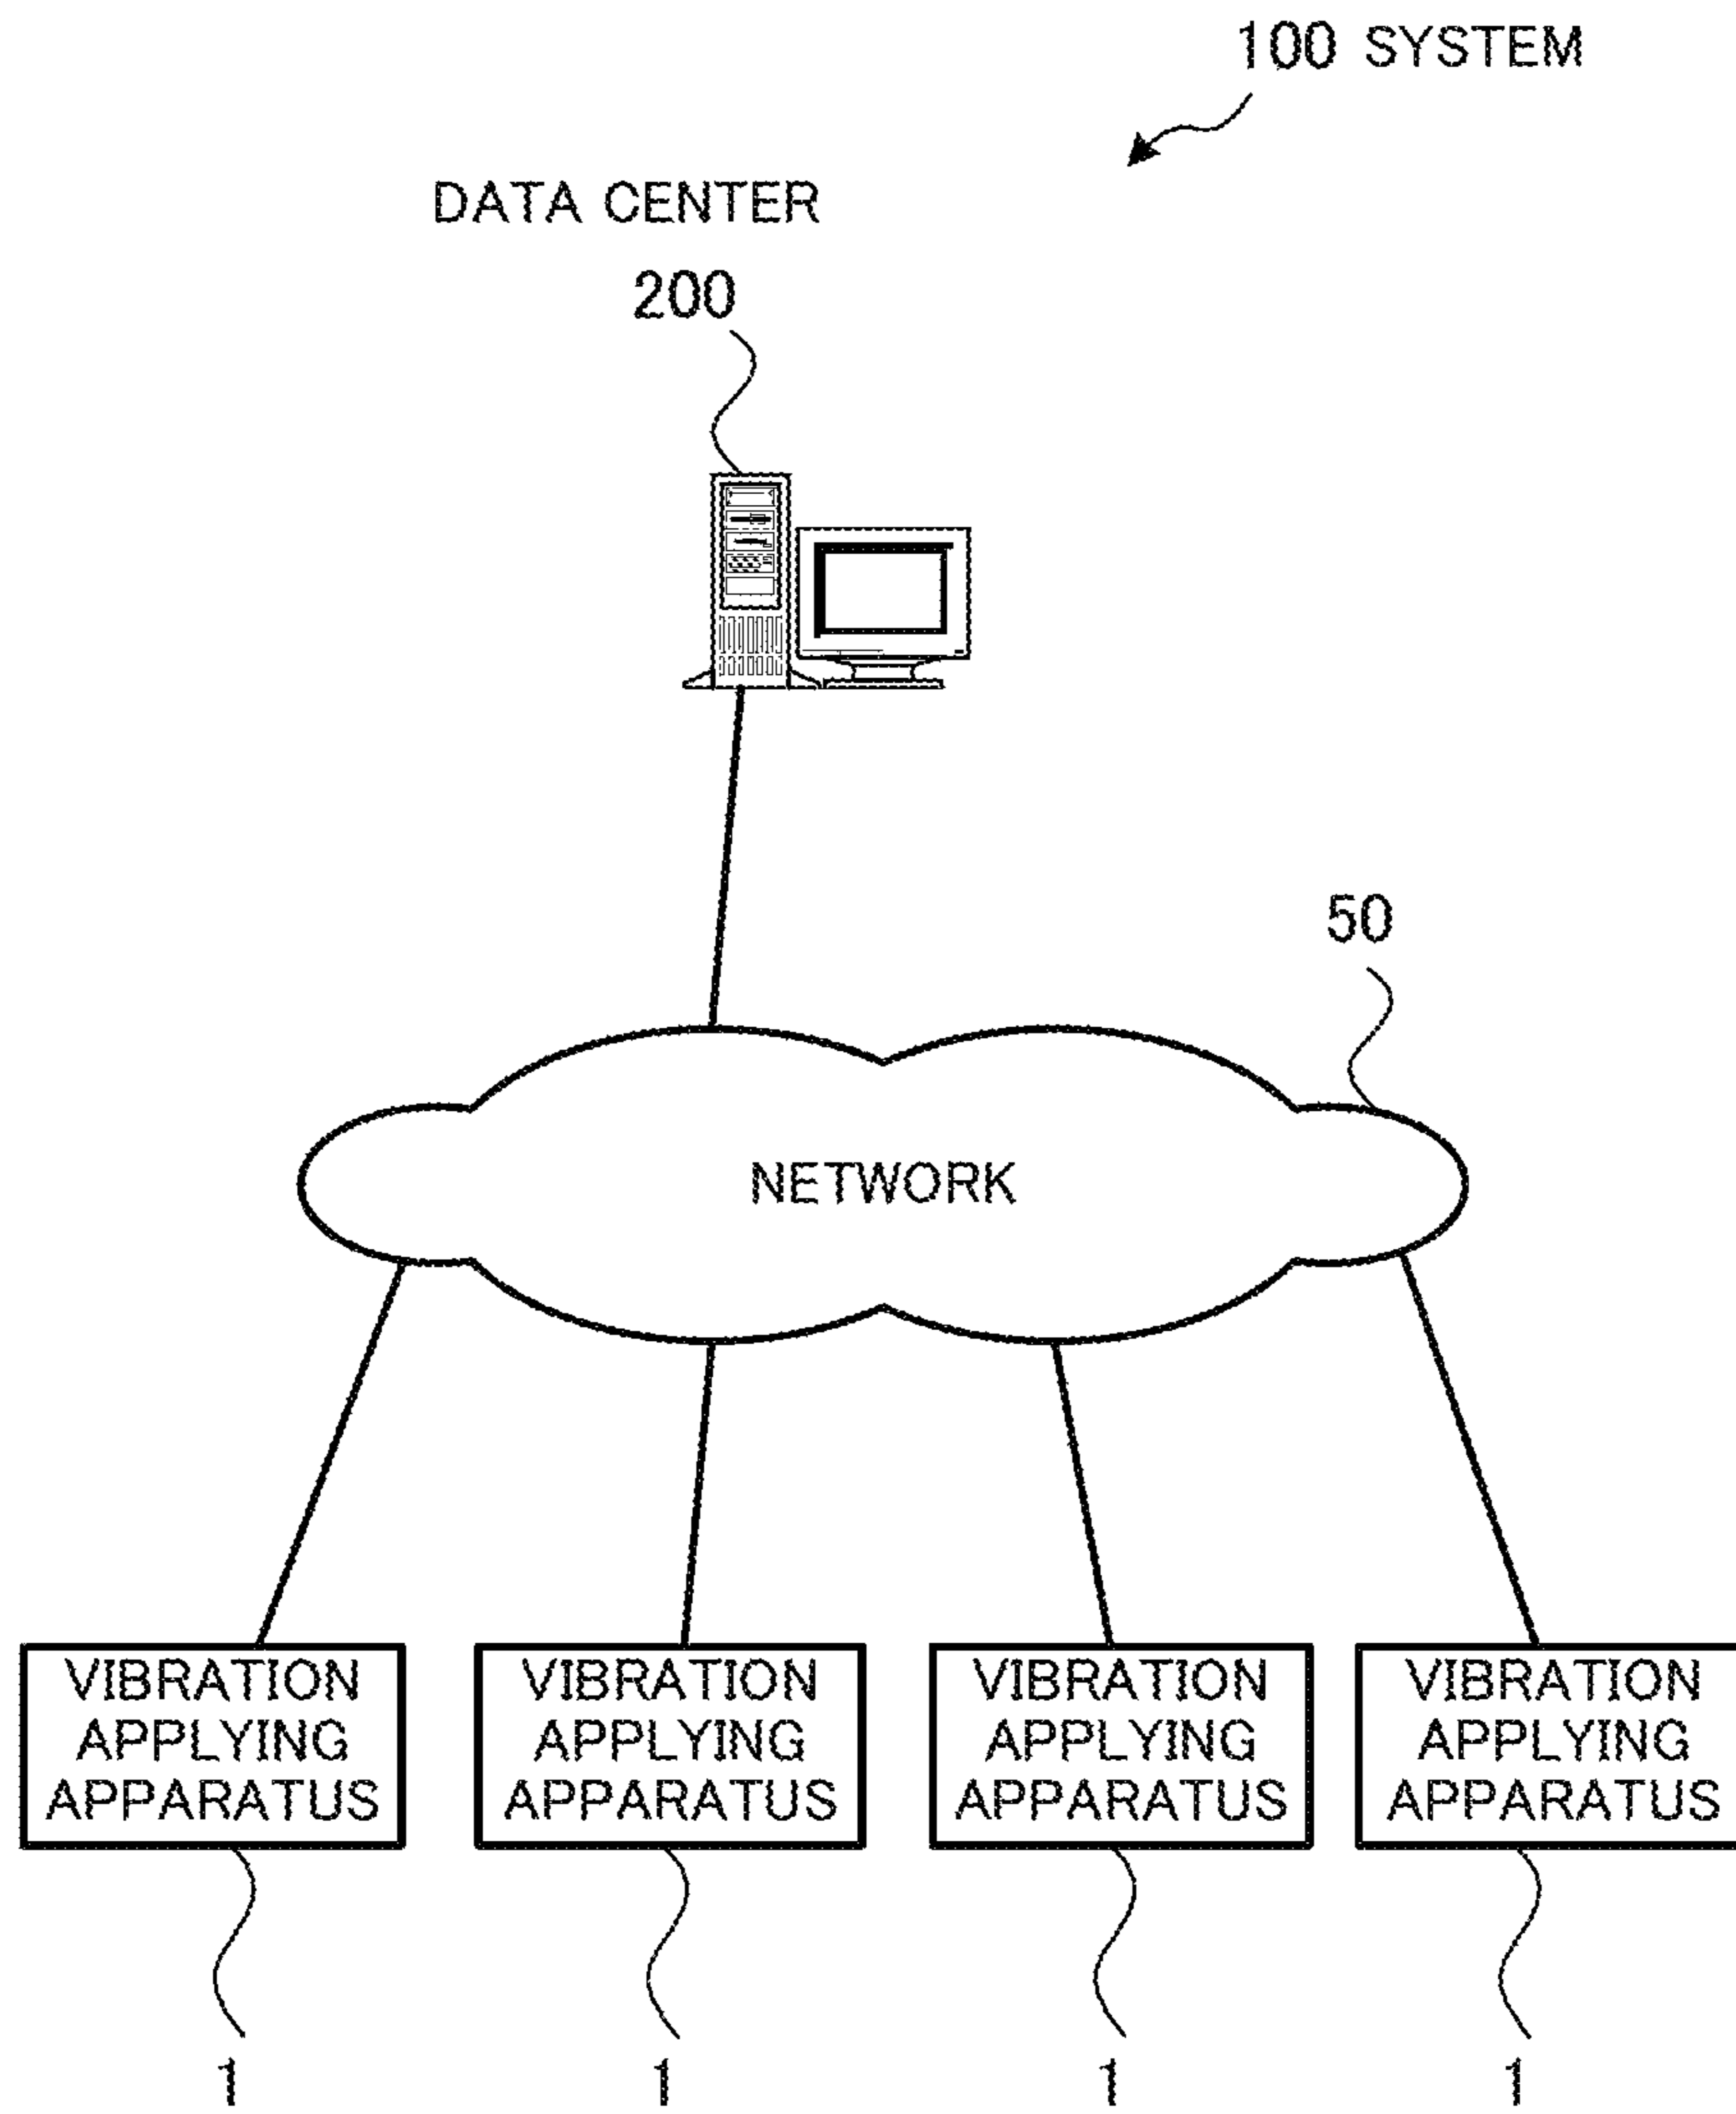 100 SYSTEM
DATA CENTER
200
50
NETWORK
VIBRATION
APPLYING
APPARATUS
VIBRATION
APPLYING
APPARATUS
VIBRATION
APPLYING
APPARATUS
VIBRATION
APPLYING
APPARATUS
1
1
1
1